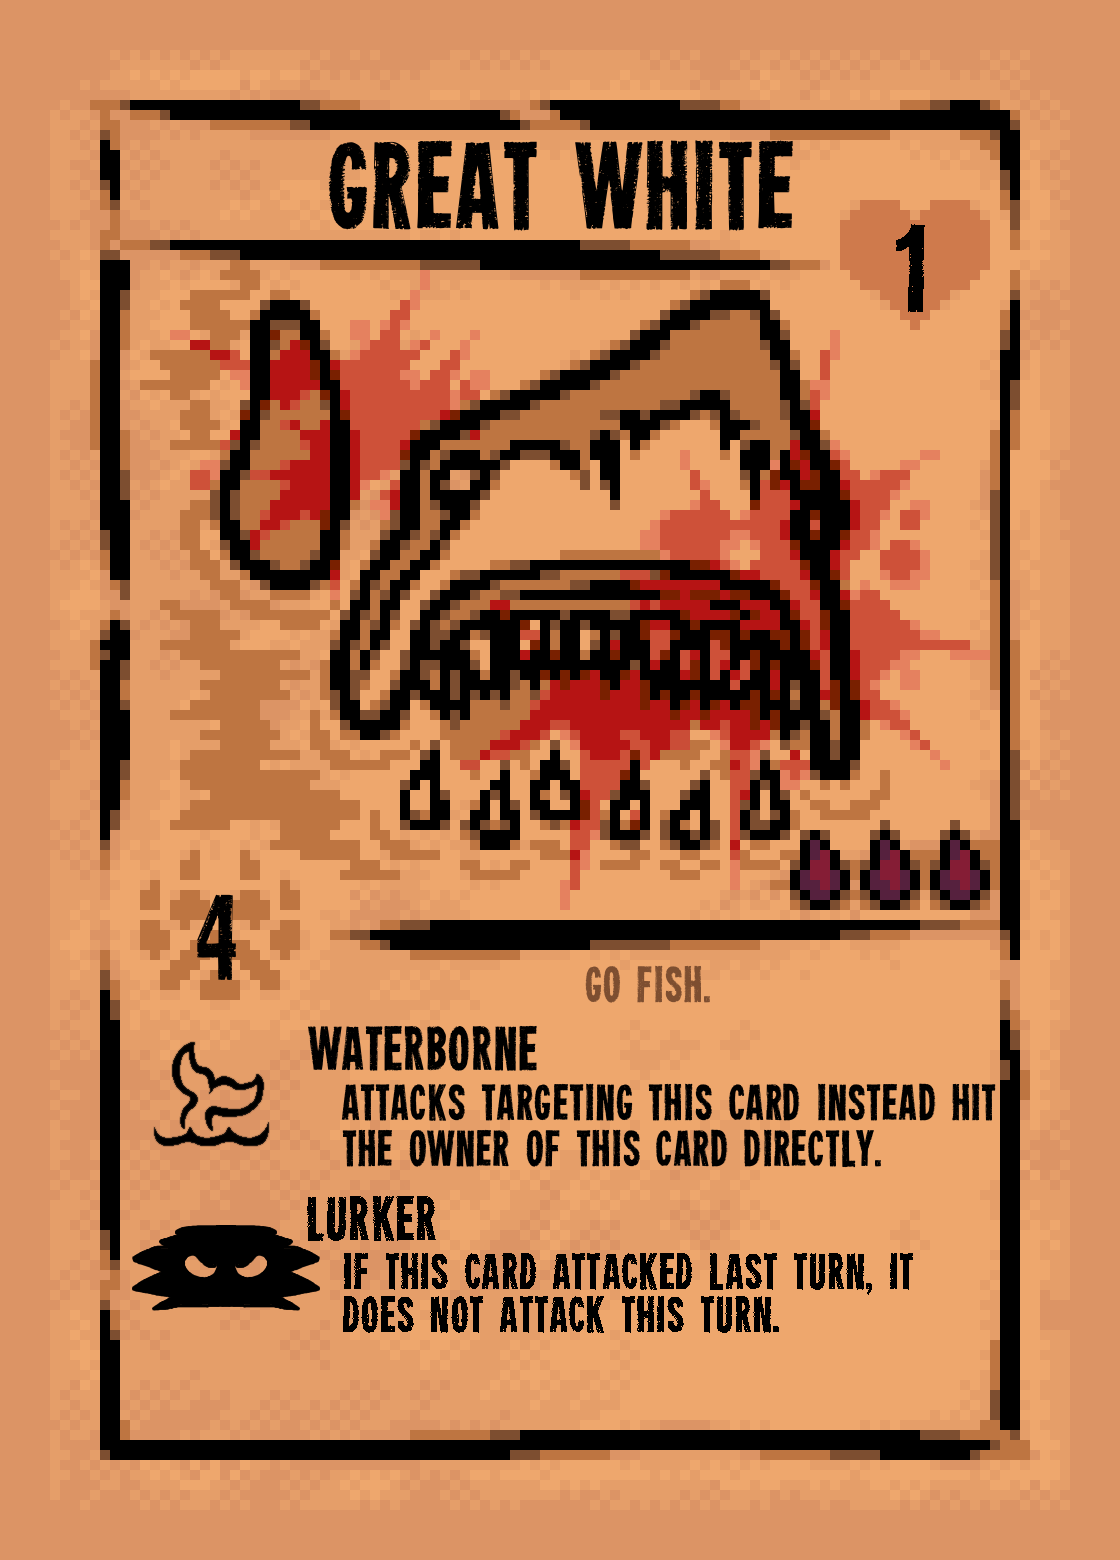 GREAT WHITE
1
4
GO FISH.
WATERBORNE
ATTACKS TARGETING THIS CARD INSTEAD HIT
THE OWNER OF THIS CARD DIRECTLY.
LURKER
IF THIS CARD ATTACKED LAST TURN, IT
DOES NOT ATTACK THIS TURN.